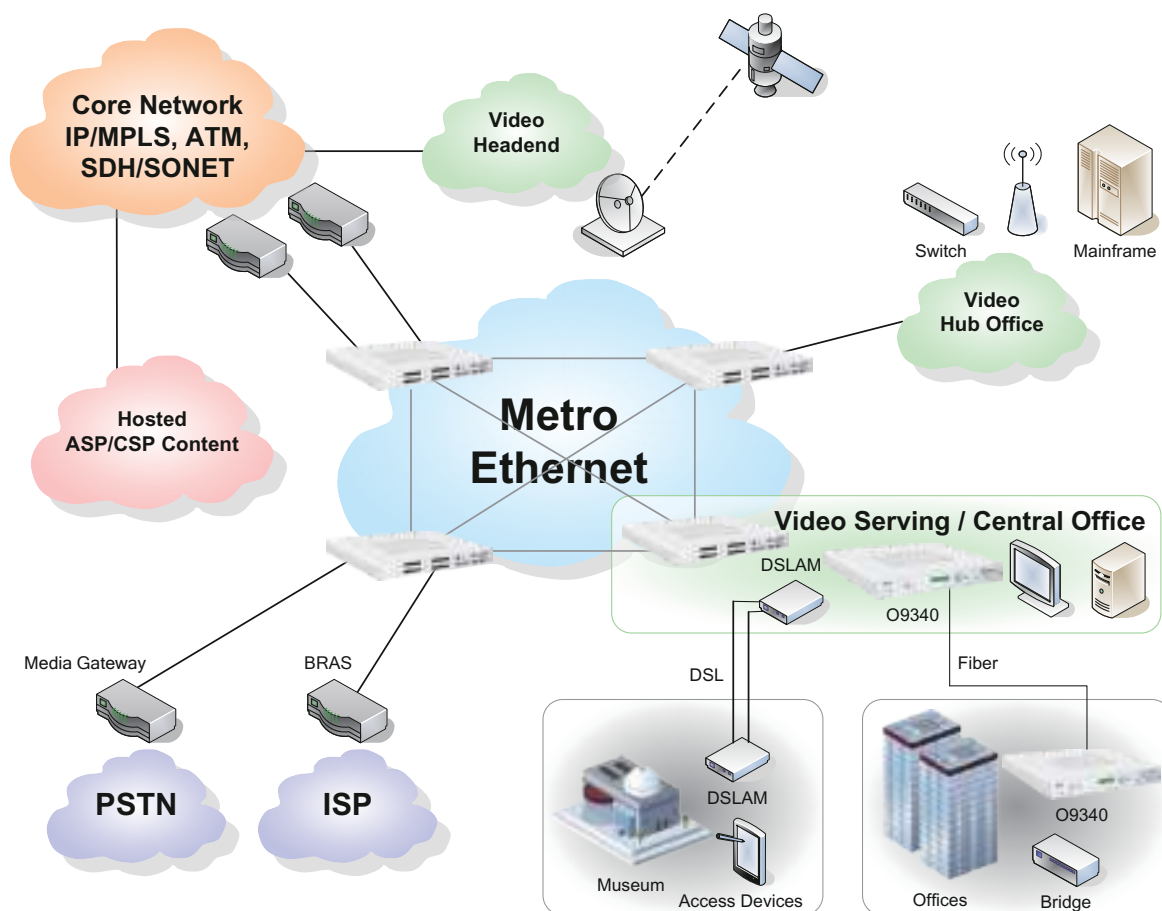 Core Network
IP/MPLS, ATM,
SDH/SONET
Video
Headend
Switch
Mainframe
Video
Hub Office
Hosted
ASP/CSP Content
Metro
Ethernet
Video Serving / Central Office
DSLAM
O9340
Media Gateway
BRAS
DSL
Fiber
PSTN
ISP
DSLAM
O9340
Museum
Access Devices
Offices
Bridge